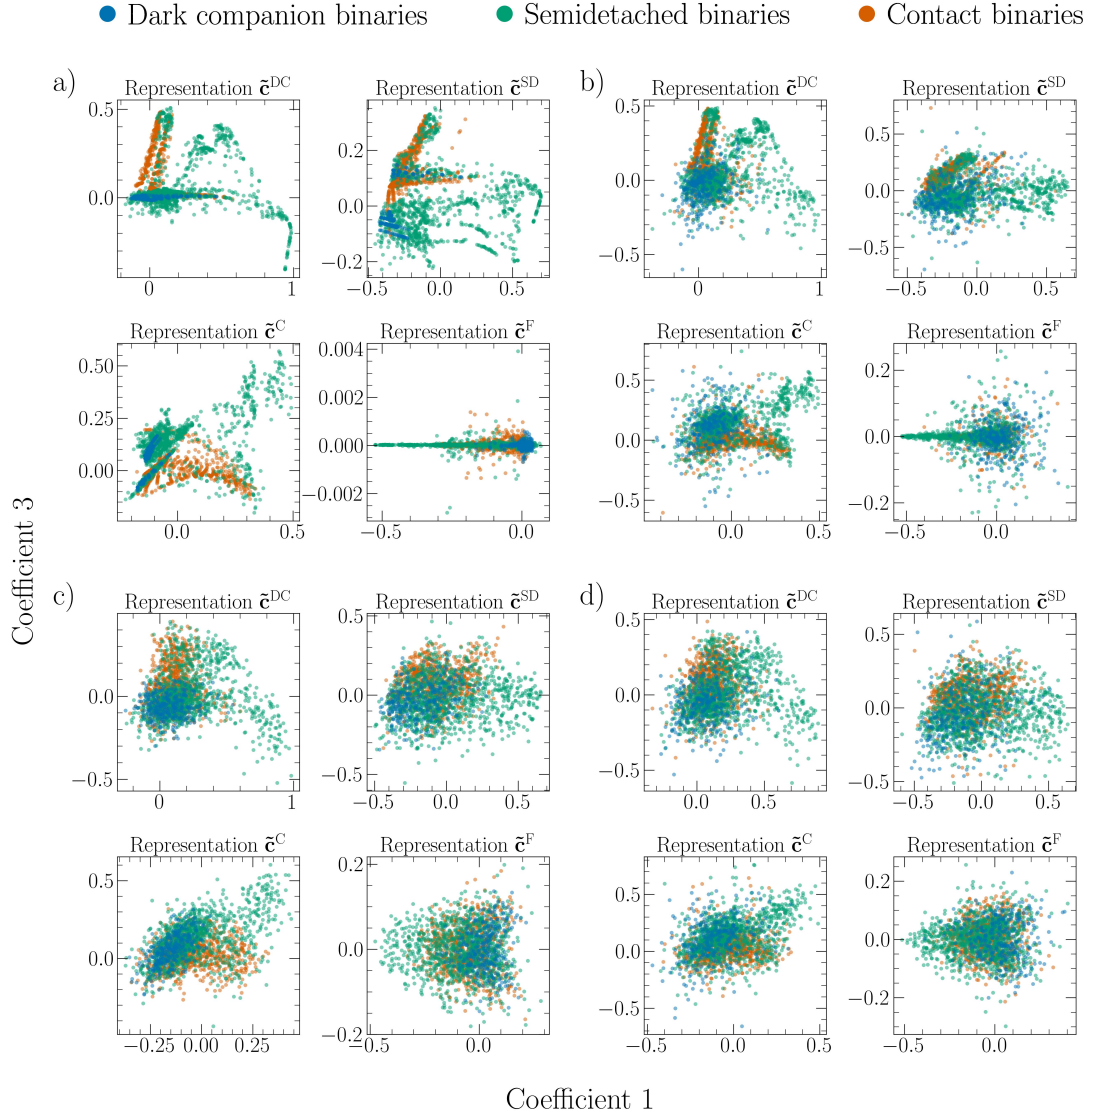 Dark companion binaries Semidetached binaries Contact binaries
a) b)
Representation c̃^DC Representation c̃^SD Representation c̃^DC Representation c̃^SD
0.5 0.0 0 1
0.2 0.0 −0.2 −0.5 0.0 0.5
0.5 0.0 −0.5 0 1
0.5 0.0 −0.5 −0.5 0.0 0.5
Representation c̃^C Representation c̃^F Representation c̃^C Representation c̃^F
0.50 0.25 0.00 0.0 0.5
0.004 0.002 0.000 −0.002 −0.5 0.0
0.5 0.0 −0.5 0.0 0.5
0.2 0.0 −0.2 −0.5 0.0
Coefficient 3
c) d)
Representation c̃^DC Representation c̃^SD Representation c̃^DC Representation c̃^SD
0.0 −0.5 0 1
0.5 0.0 −0.5 −0.5 0.0 0.5
0.5 0.0 −0.5 0.0 0.5
0.5 0.0 −0.5 −0.5 0.0 0.5
Representation c̃^C Representation c̃^F Representation c̃^C Representation c̃^F
0.5 0.0 −0.25 0.00 0.25
0.2 0.0 −0.2 −0.5 0.0
0.5 0.0 −0.5 −0.5 0.0 0.5
0.2 0.0 −0.2 −0.5 0.0
Coefficient 1